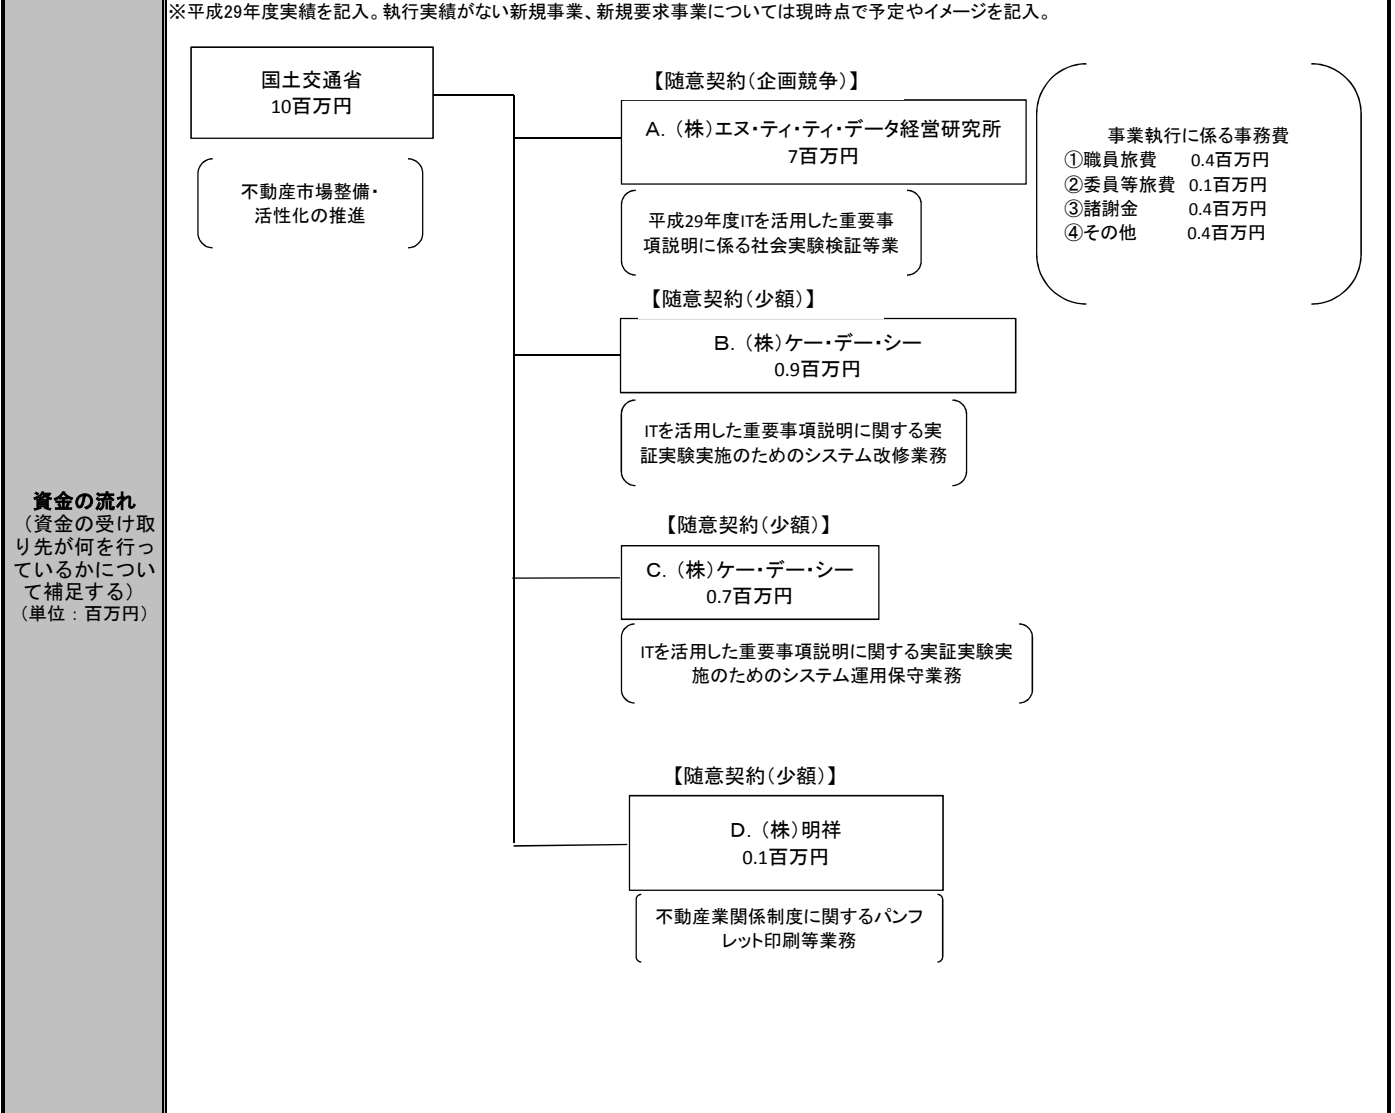 ※平成29年度実績を記入。執行実績がない新規事業、新規要求事業については現時点で予定やイメージを記入。
資金の流れ
（資金の受け取
り先が何を行っ
ているかについ
て補足する）
（単位：百万円）
国土交通省
10百万円
不動産市場整備・
活性化の推進
【随意契約（企画競争）】
A．（株）エヌ・ティ・ティ・データ経営研究所
7百万円
平成29年度ITを活用した重要事
項説明に係る社会実験検証等業
事業執行に係る事務費
①職員旅費 0.4百万円
②委員等旅費 0.1百万円
③諸謝金 0.4百万円
④その他 0.4百万円
【随意契約（少額）】
B．（株）ケー・デー・シー
0.9百万円
ITを活用した重要事項説明に関する実
証実験実施のためのシステム改修業務
【随意契約（少額）】
C．（株）ケー・デー・シー
0.7百万円
ITを活用した重要事項説明に関する実証実験実
施のためのシステム運用保守業務
【随意契約（少額）】
D．（株）明祥
0.1百万円
不動産業関係制度に関するパンフ
レット印刷等業務